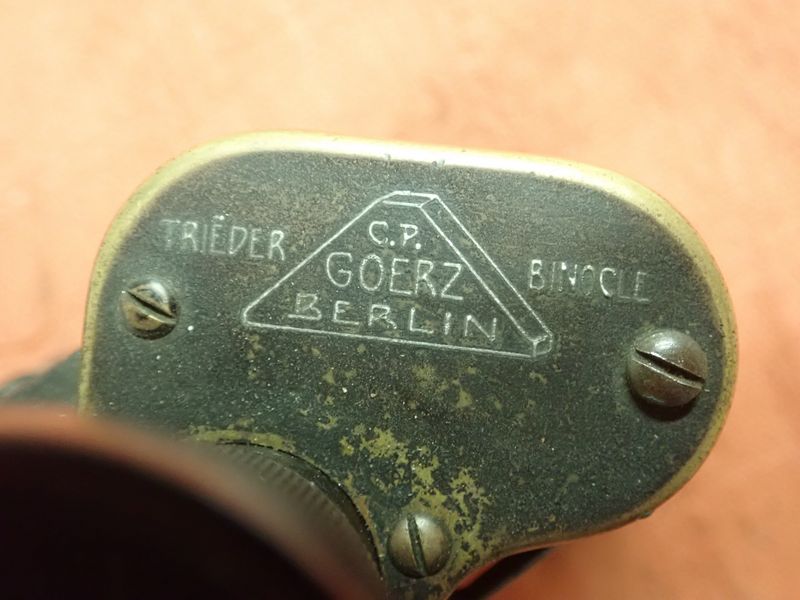 TRIËDER
C.P.
GOERZ
BERLIN
BINOCLE